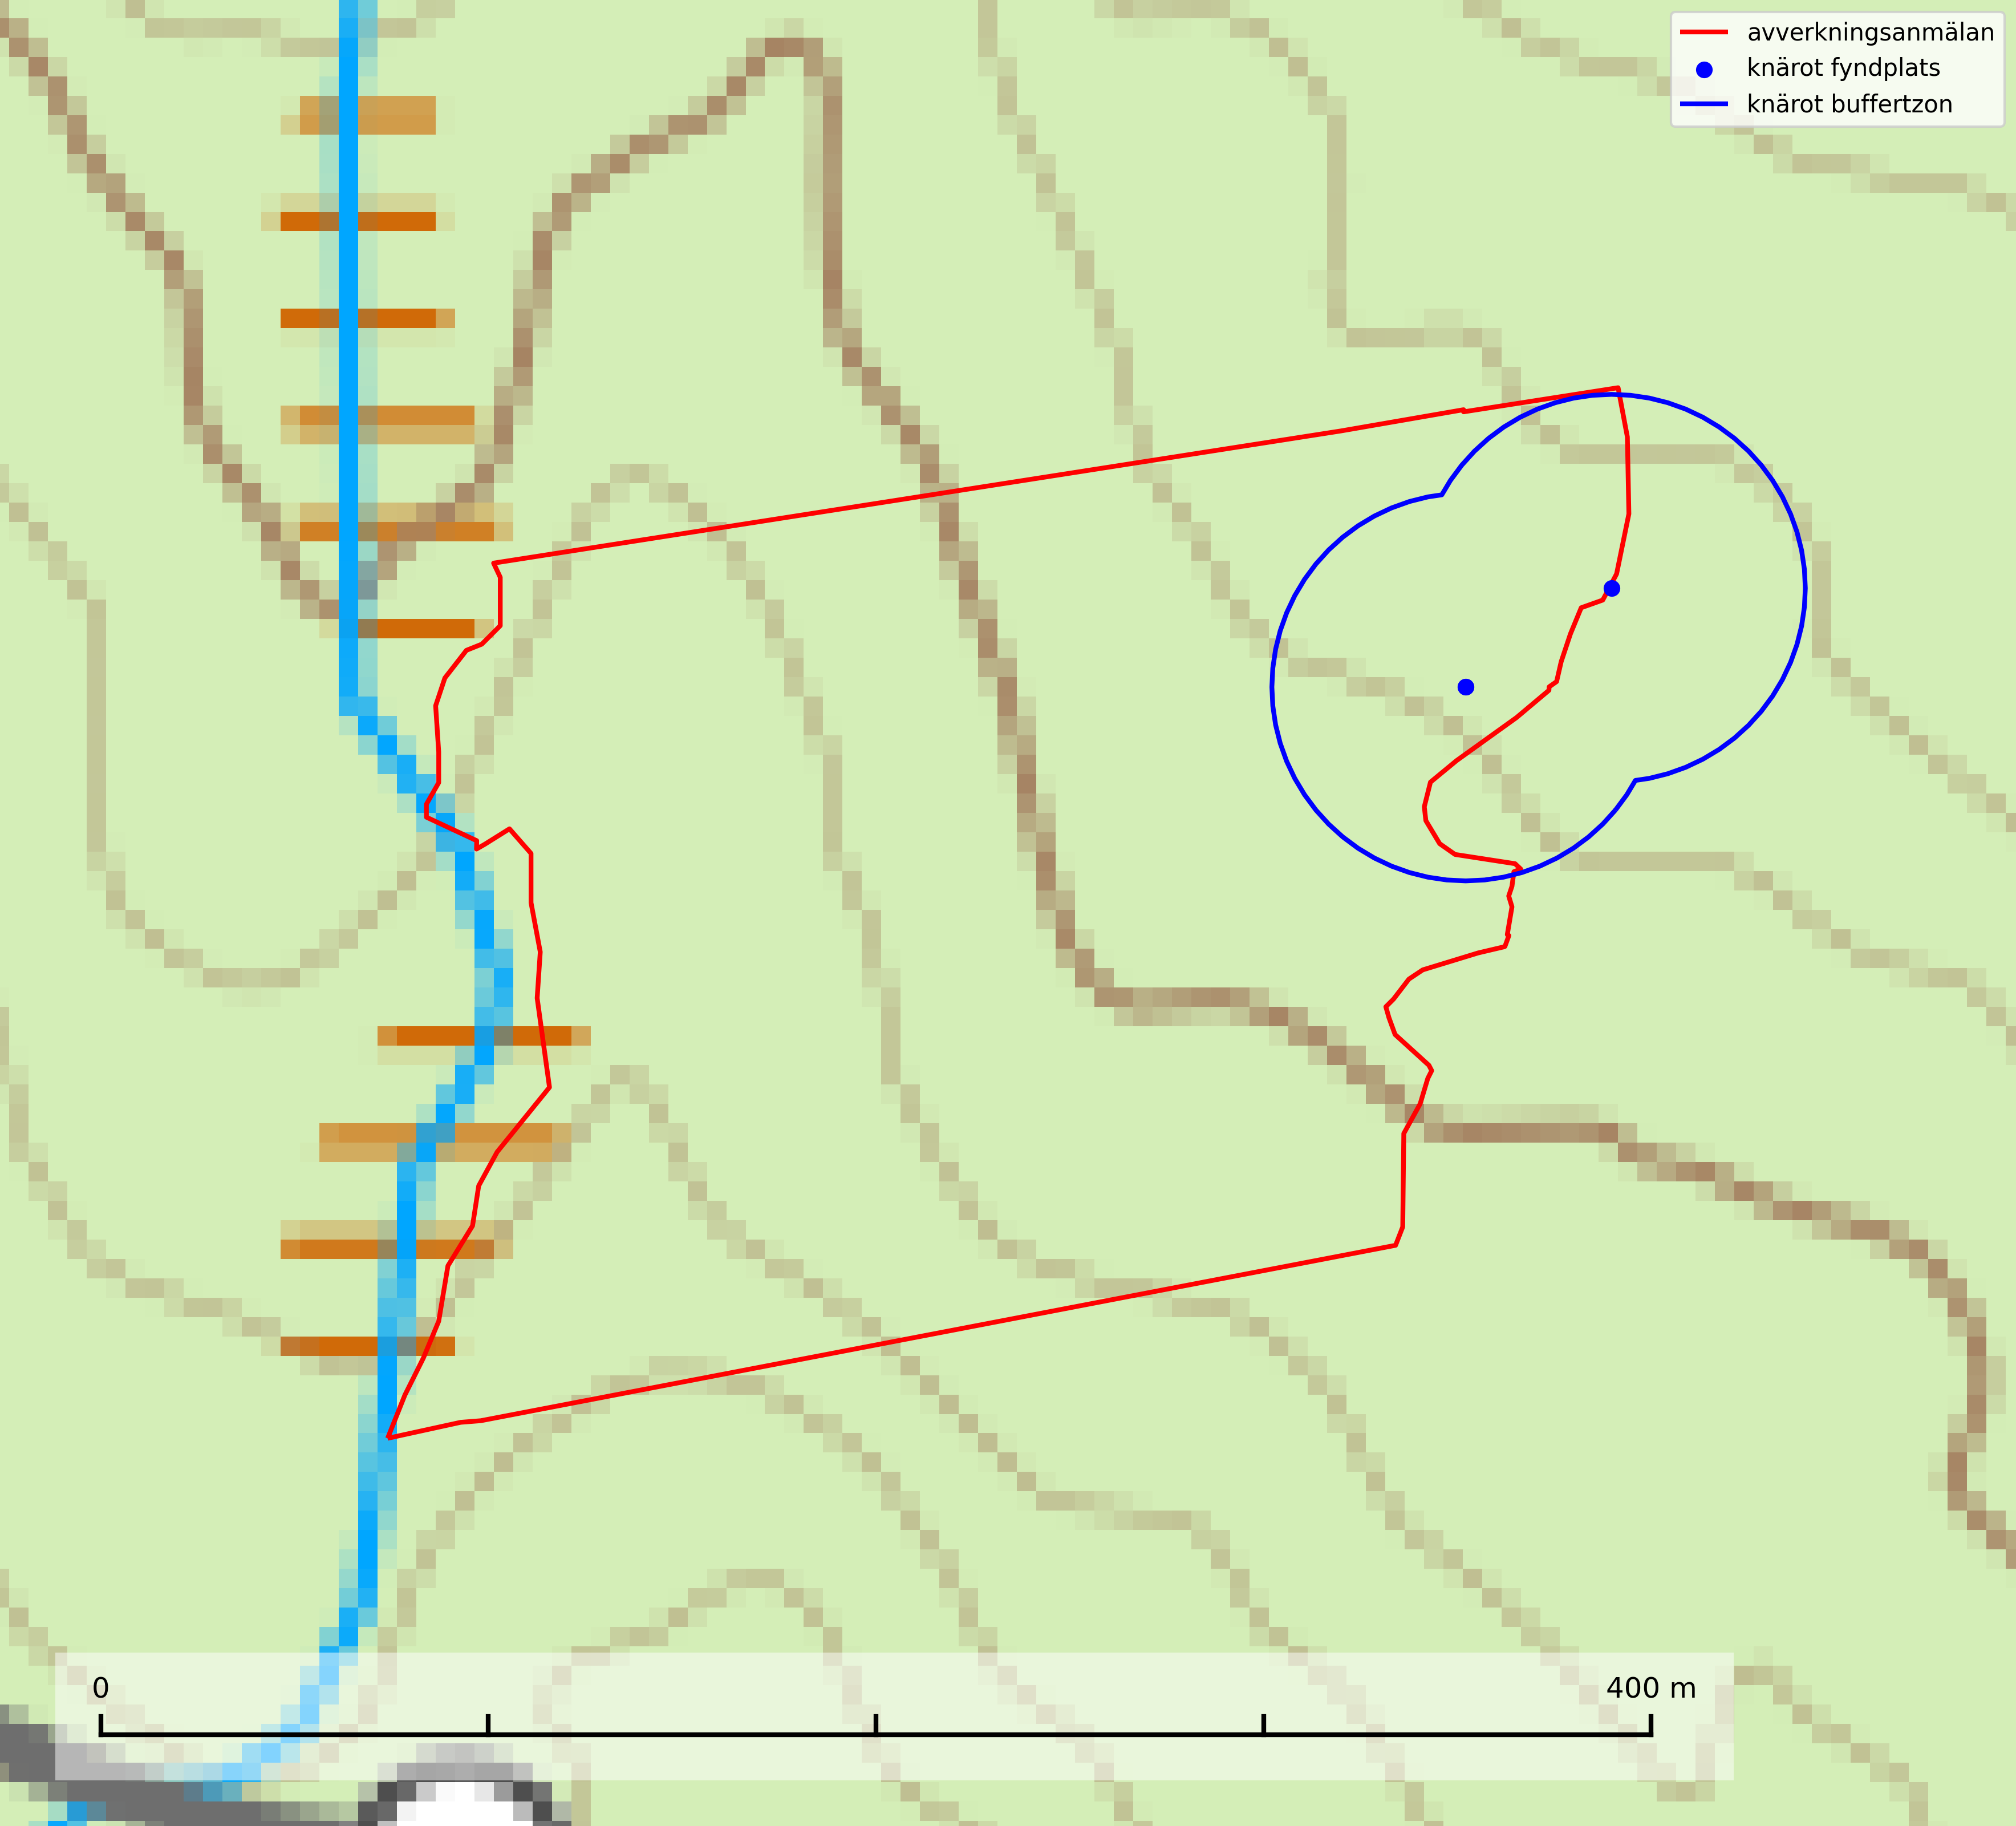 avverkningsanmälan
knärot fyndplats
knärot buffertzon
0
400 m